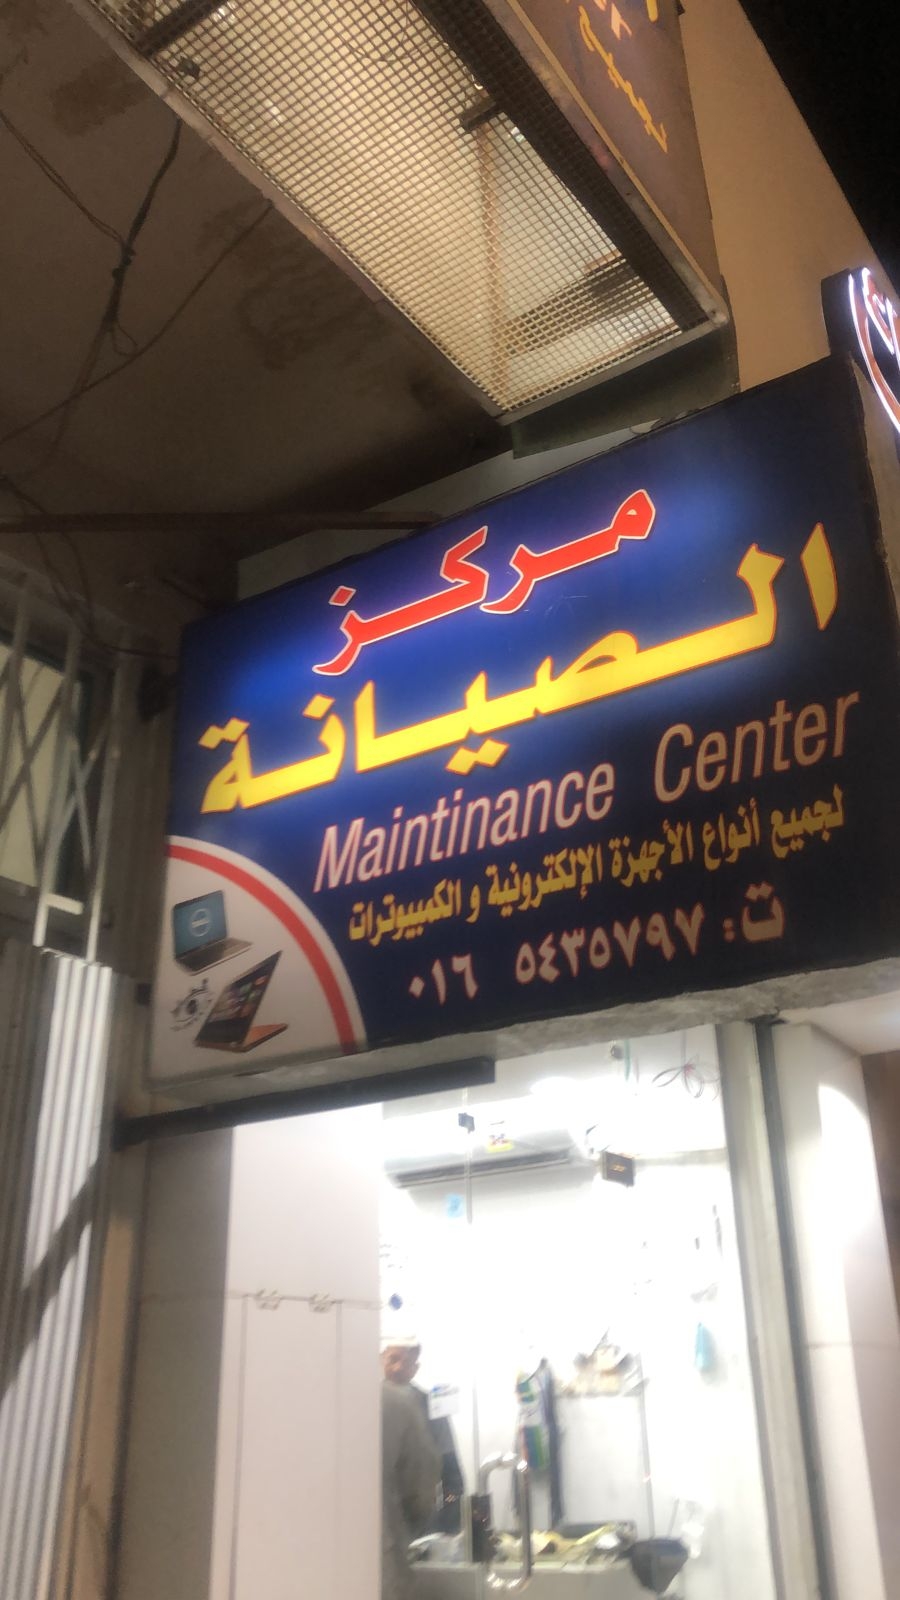 مركز
الصيانة
Maintinance Center
لجميع أنواع الأجهزة الإلكترونية و الكمبيوترات
ت: ٥٤٣٥٧٩٧ ٠١٦